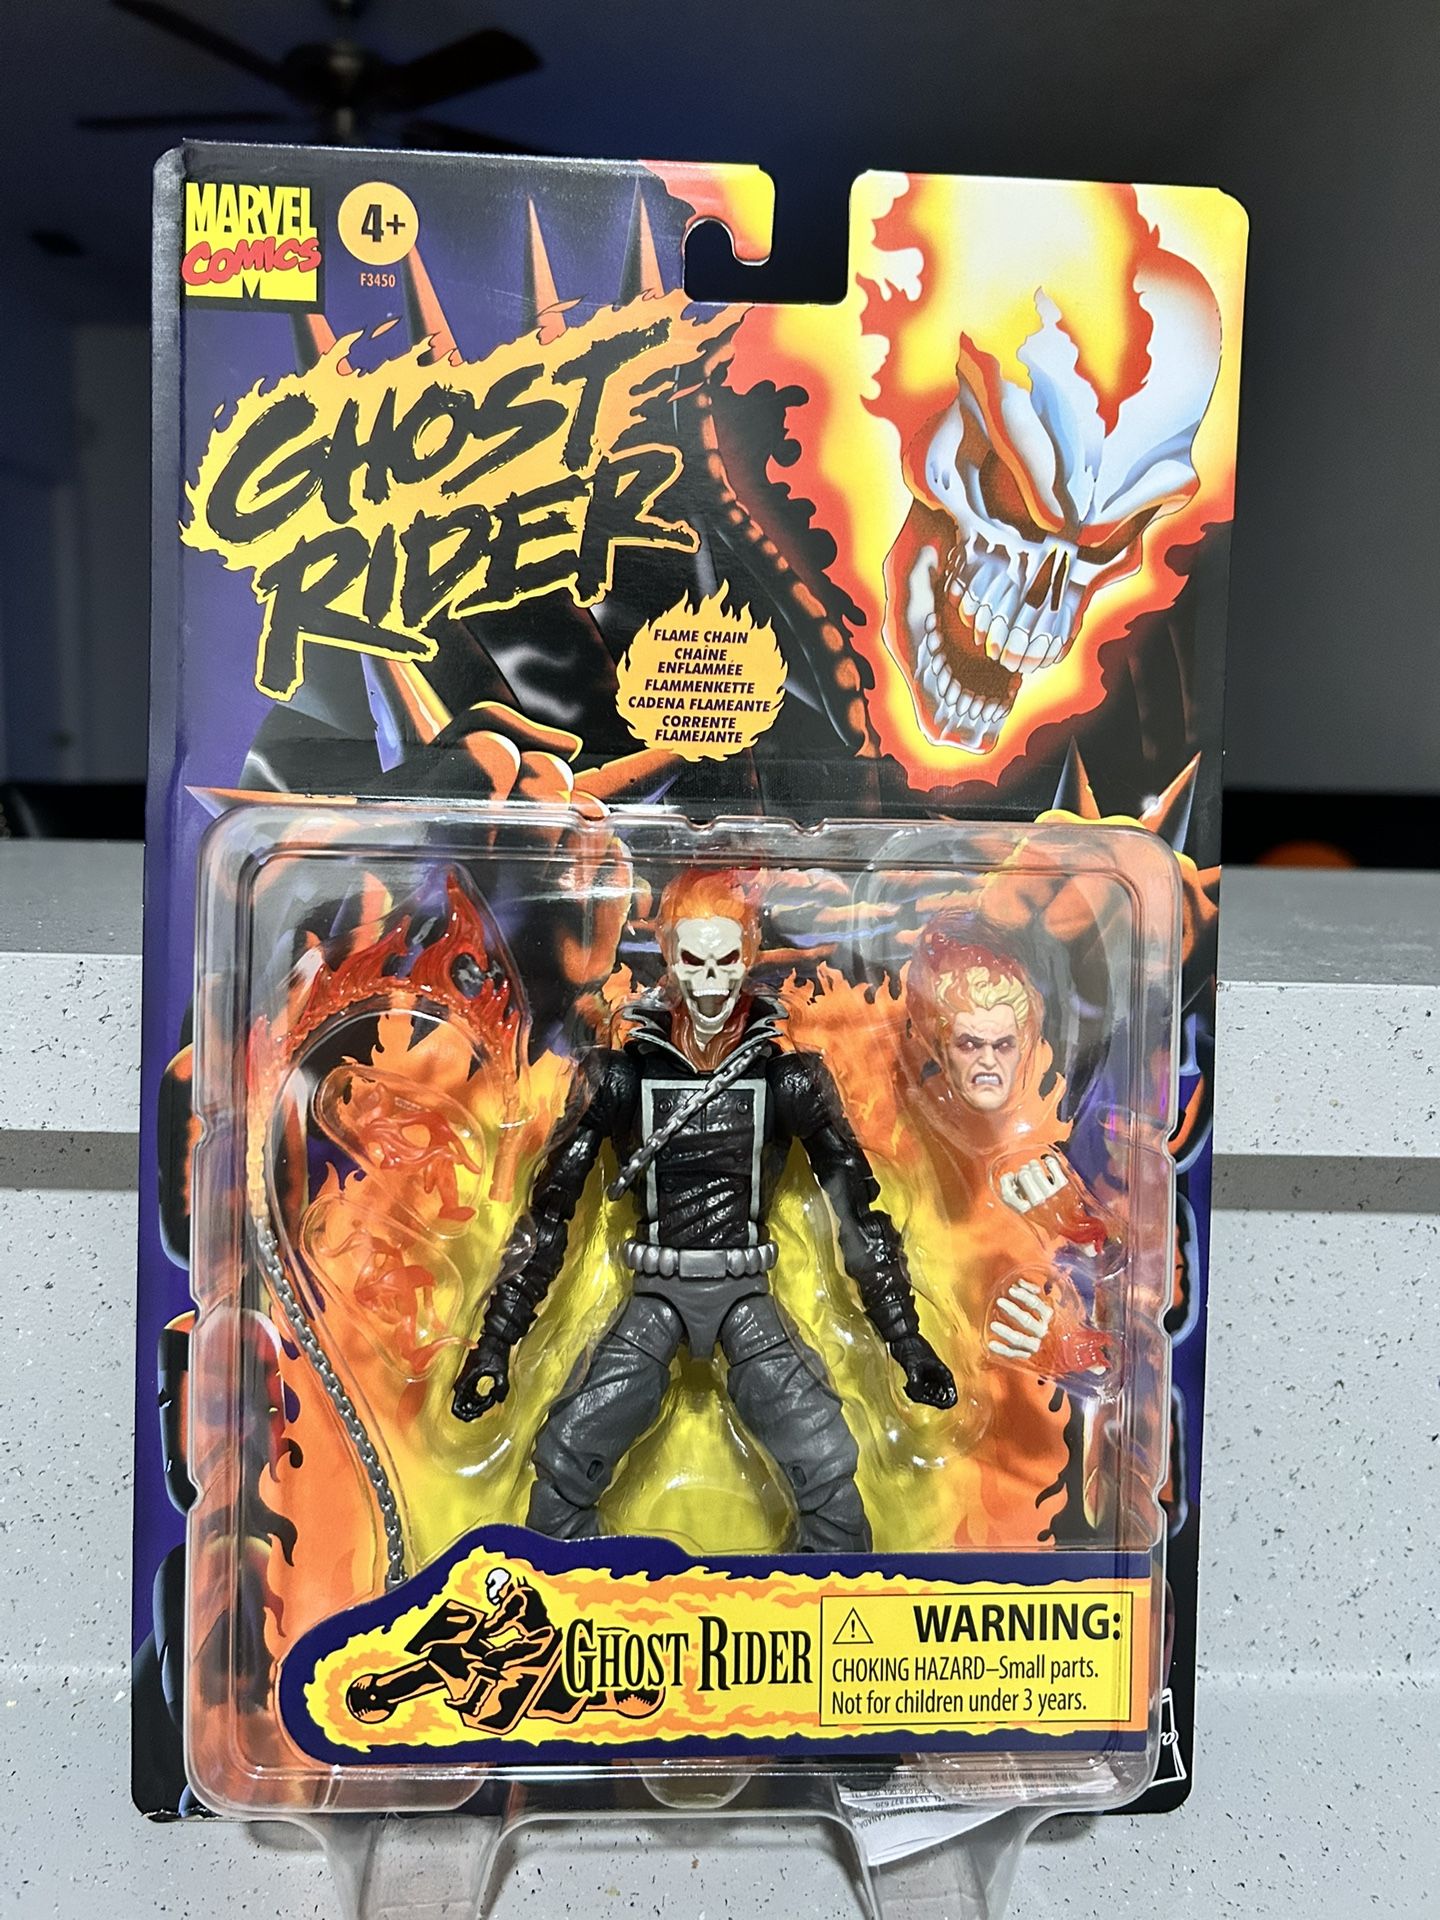 MARVEL
COMICS
M
4+
F3450
GHOST
RIDER
FLAME CHAIN
CHAÎNE
ENFLAMMÉE
FLAMMENKETTE
CADENA FLAMEANTE
CORRENTE
FLAMEJANTE
GHOST RIDER
WARNING:
CHOKING HAZARD–Small parts.
Not for children under 3 years.